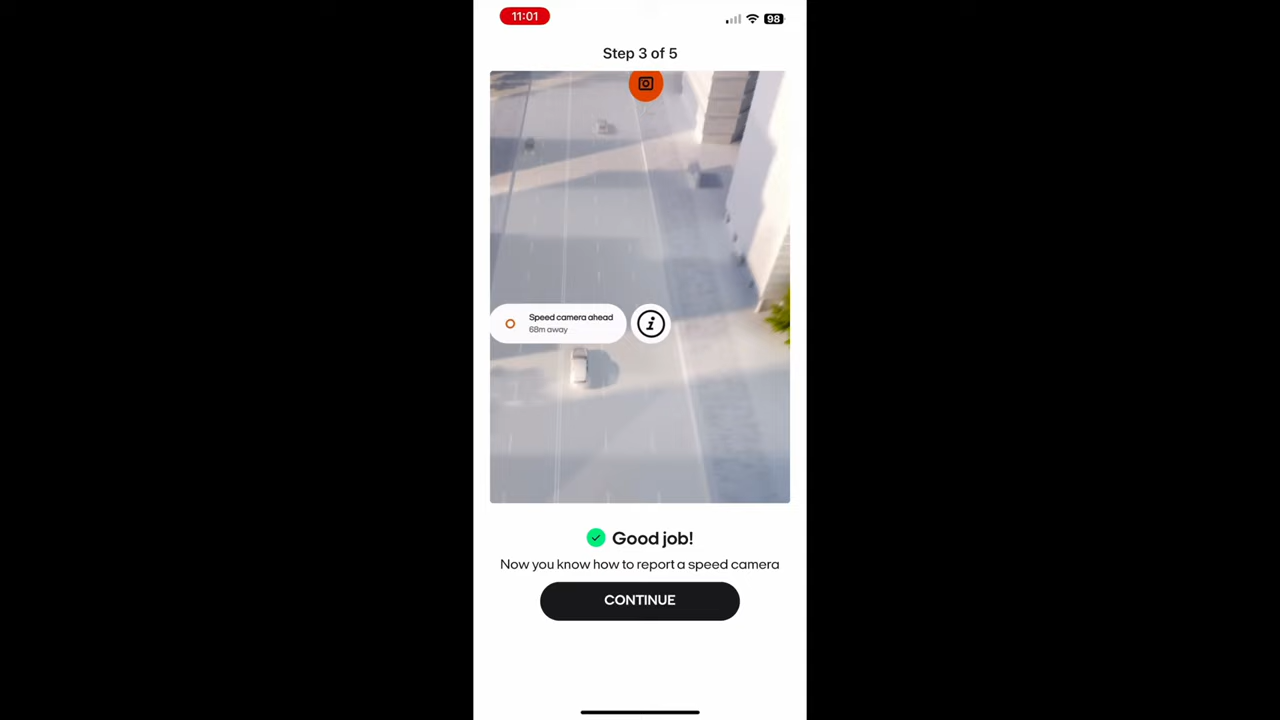 11:01
98
Step 3 of 5
Speed camera ahead
68m away
i
Good job!
Now you know how to report a speed camera
CONTINUE